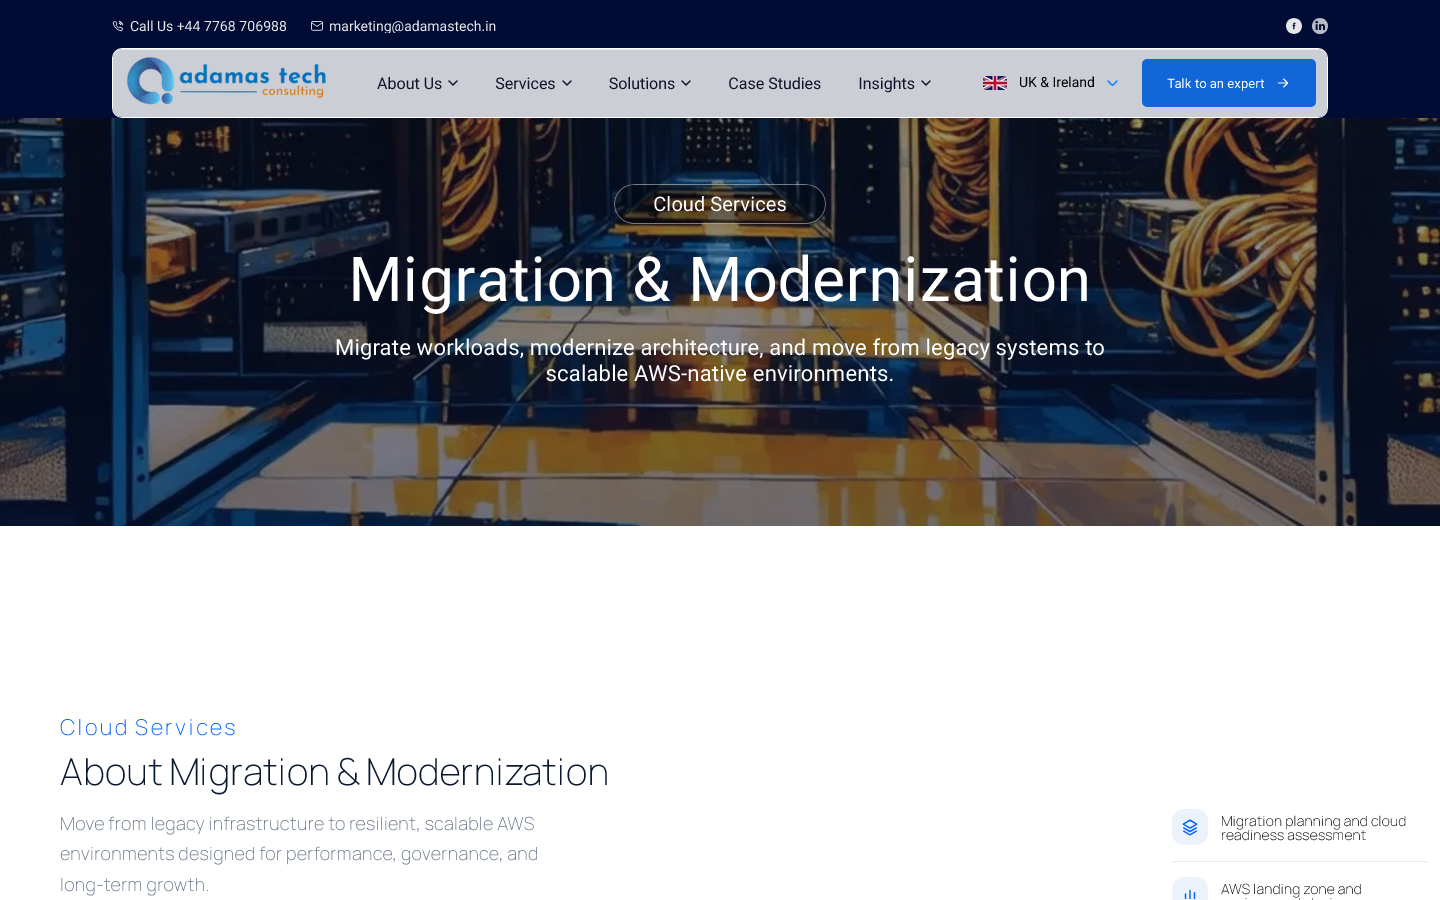 Call Us +44 7768 706988
marketing@adamastech.in
adamas tech
consulting
About Us
Services
Solutions
Case Studies
Insights
UK & Ireland
Talk to an expert
Cloud Services
Migration & Modernization
Migrate workloads, modernize architecture, and move from legacy systems to
scalable AWS-native environments.
Cloud Services
About Migration & Modernization
Move from legacy infrastructure to resilient, scalable AWS
environments designed for performance, governance, and
long-term growth.
Migration planning and cloud
readiness assessment
AWS landing zone and